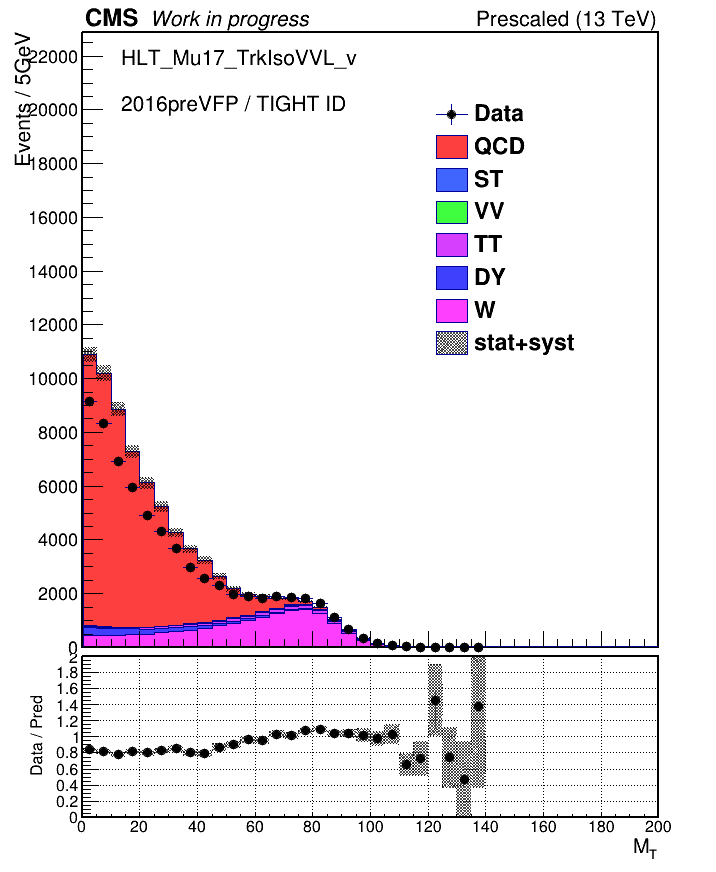 CMS Work in progress Prescaled (13 TeV)
Events / 5GeV
22000
20000
18000
16000
14000
12000
10000
8000
6000
4000
2000
0
HLT_Mu17_TrkIsoVVL_v
2016preVFP / TIGHT ID
Data
QCD
ST
VV
TT
DY
W
stat+syst
Data / Pred
2
1.8
1.6
1.4
1.2
1
0.8
0.6
0.4
0.2
0
0 20 40 60 80 100 120 140 160 180 200
M_T